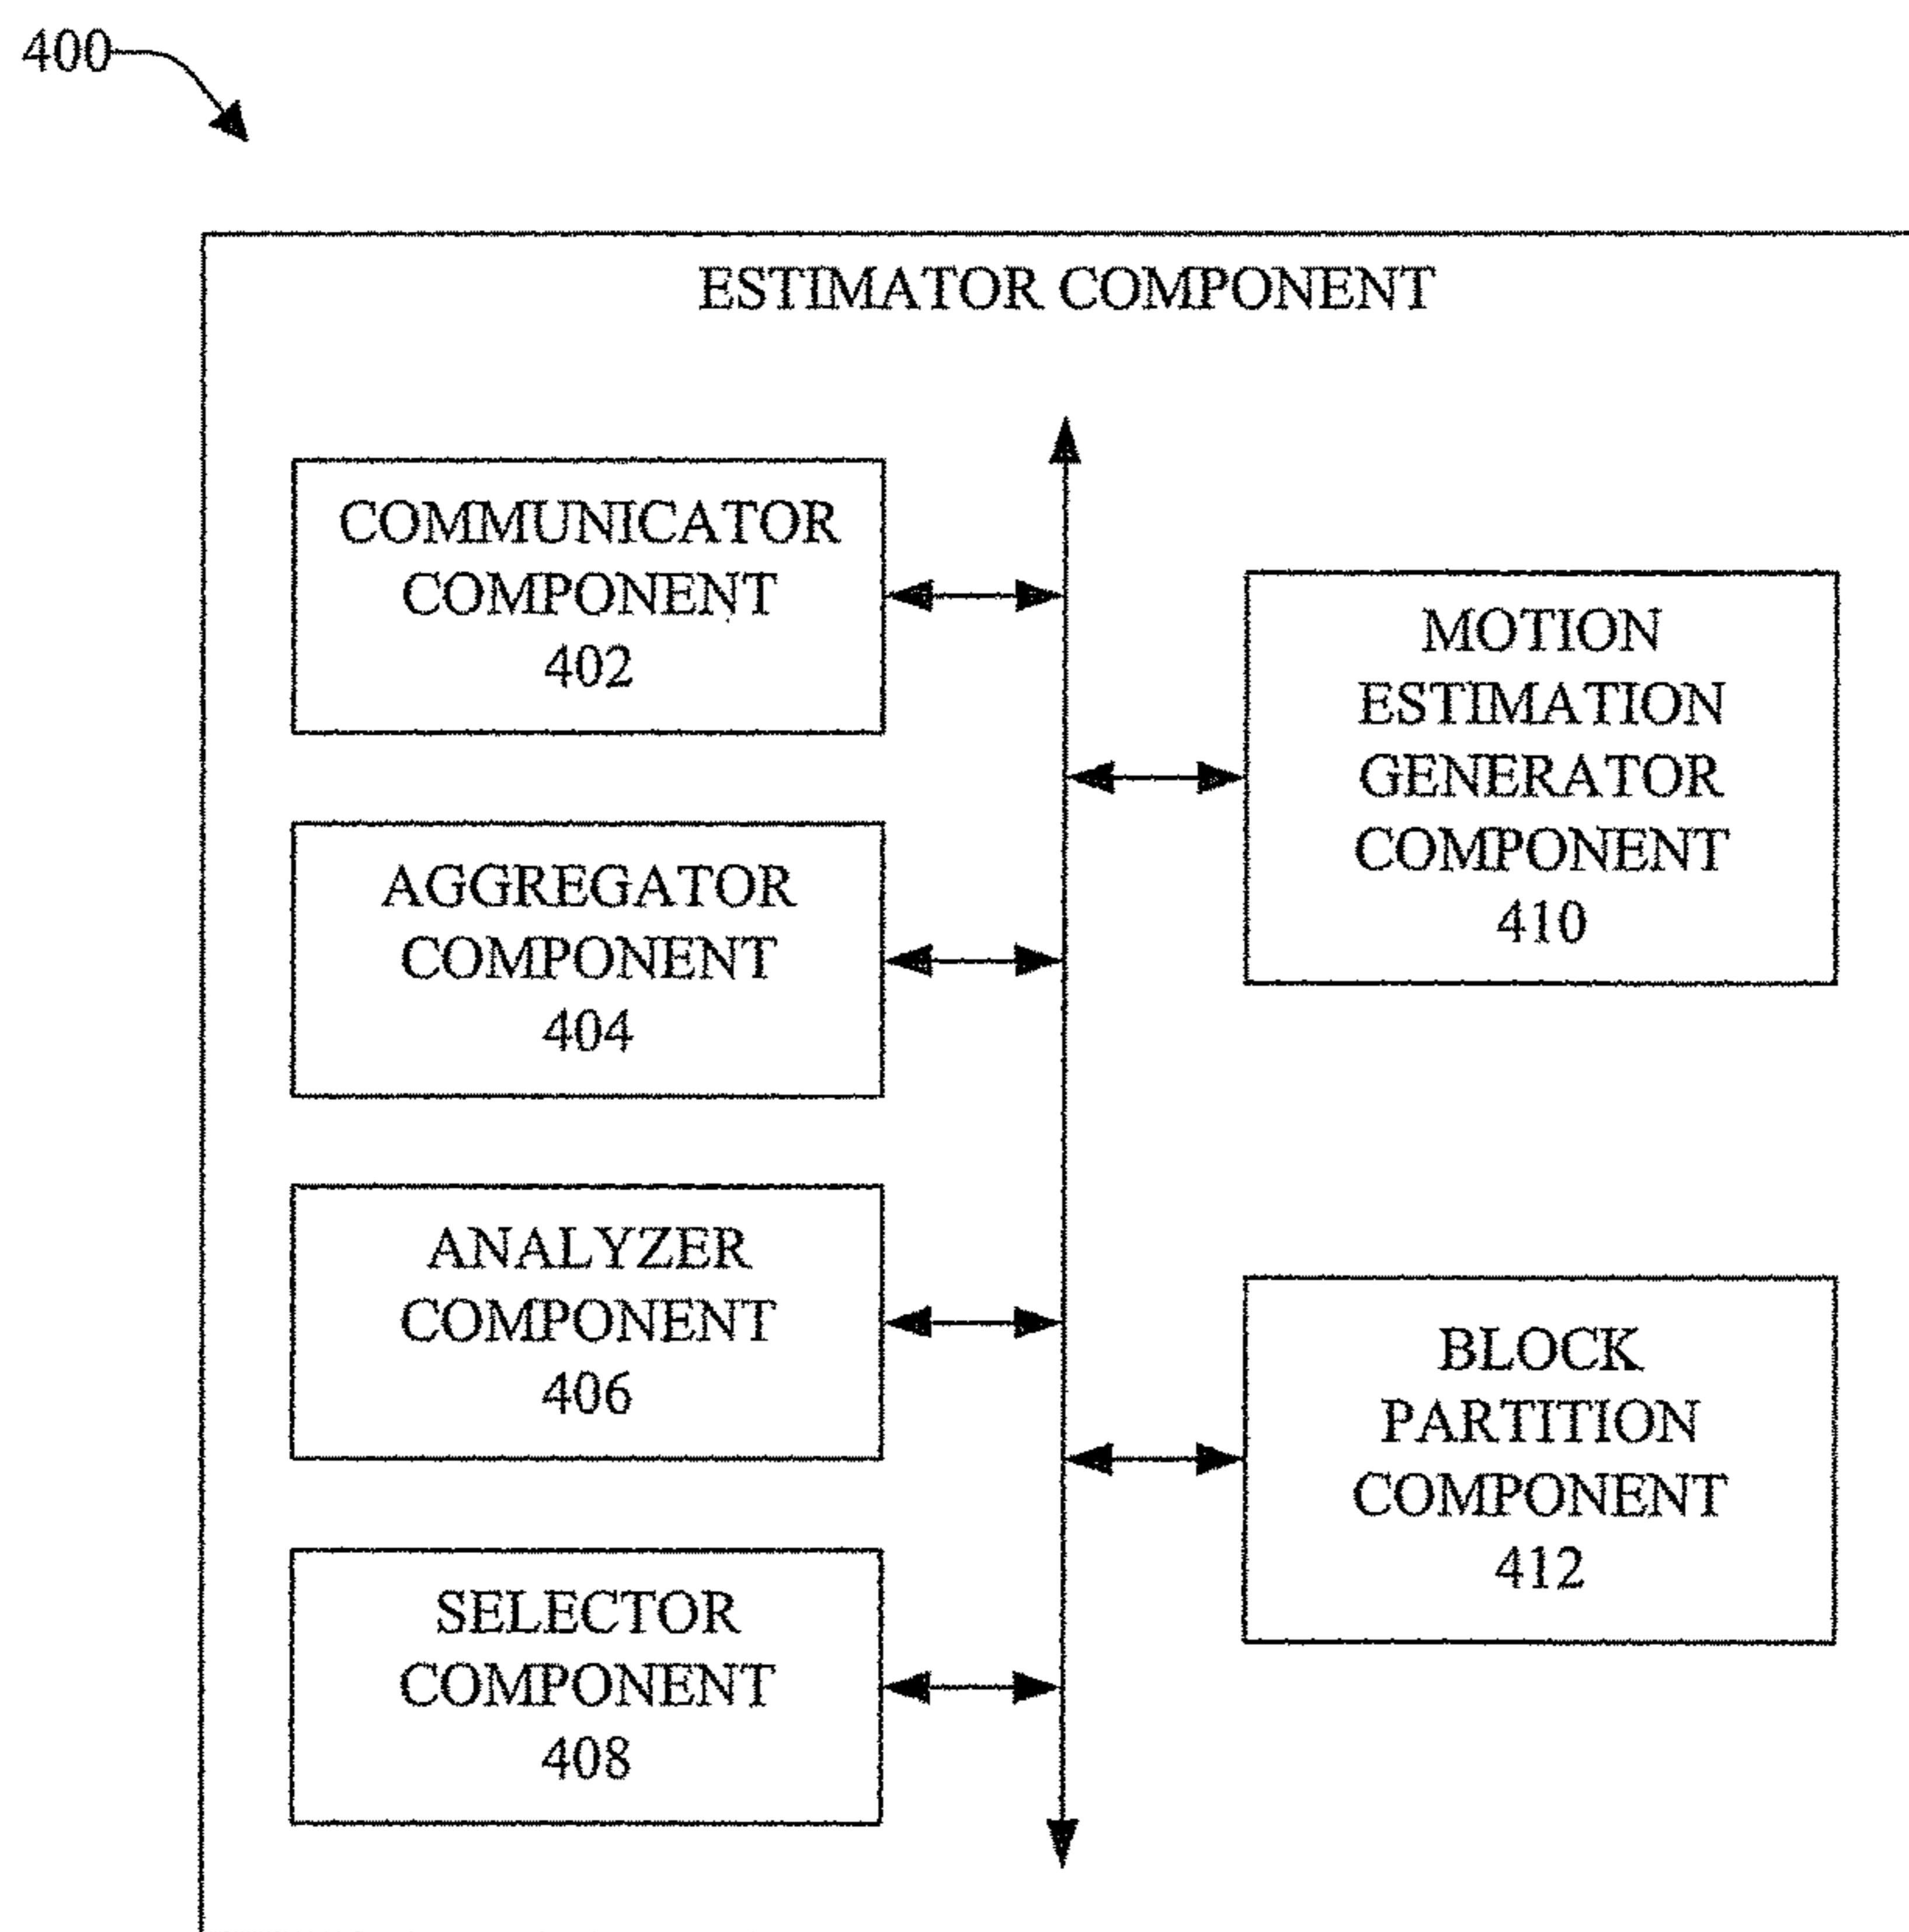 400
ESTIMATOR COMPONENT
COMMUNICATOR
COMPONENT
402
AGGREGATOR
COMPONENT
404
ANALYZER
COMPONENT
406
SELECTOR
COMPONENT
408
MOTION
ESTIMATION
GENERATOR
COMPONENT
410
BLOCK
PARTITION
COMPONENT
412